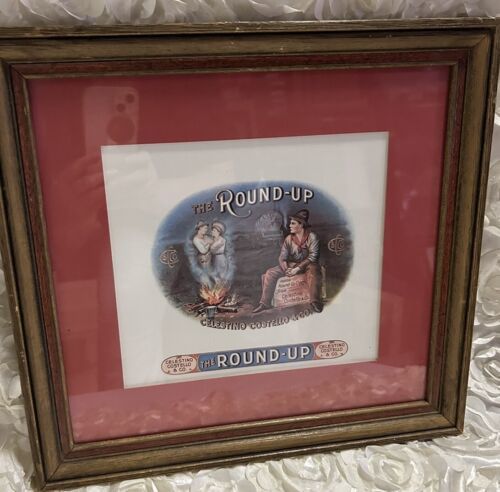 THE ROUND-UP
CELESTINO COSTELLO & CO'S
CELESTINO
COSTELLO
& CO.
THE ROUND-UP
CELESTINO
COSTELLO
& CO.